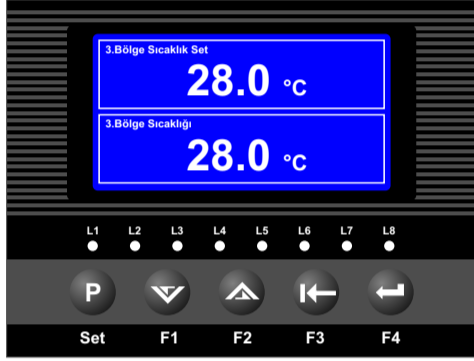 3.Bölge Sıcaklık Set
28.0 °C
3.Bölge Sıcaklığı
28.0 °C
L1 L2 L3 L4 L5 L6 L7 L8
P
Set F1 F2 F3 F4